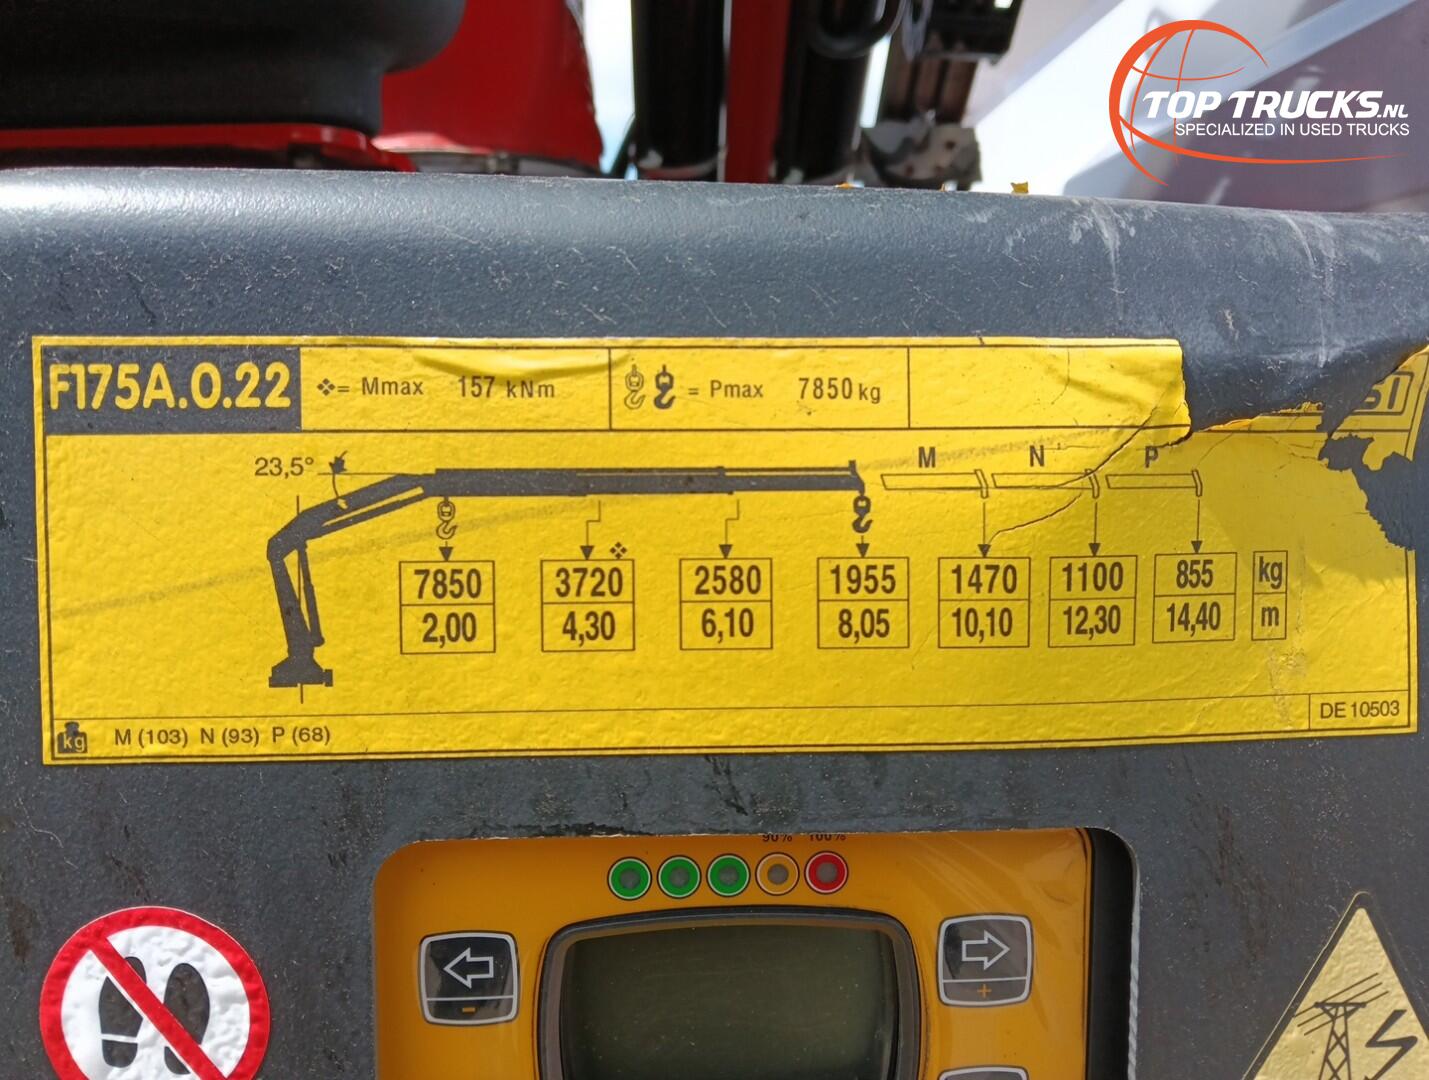 TOP TRUCKS.NL
SPECIALIZED IN USED TRUCKS
F175A.0.22
= Mmax 157 kNm
= Pmax 7850 kg
23,5°
M N P
7850 3720 2580 1955 1470 1100 855 kg
2,00 4,30 6,10 8,05 10,10 12,30 14,40 m
kg M (103) N (93) P (68)
DE 10503
90% 100%
- +